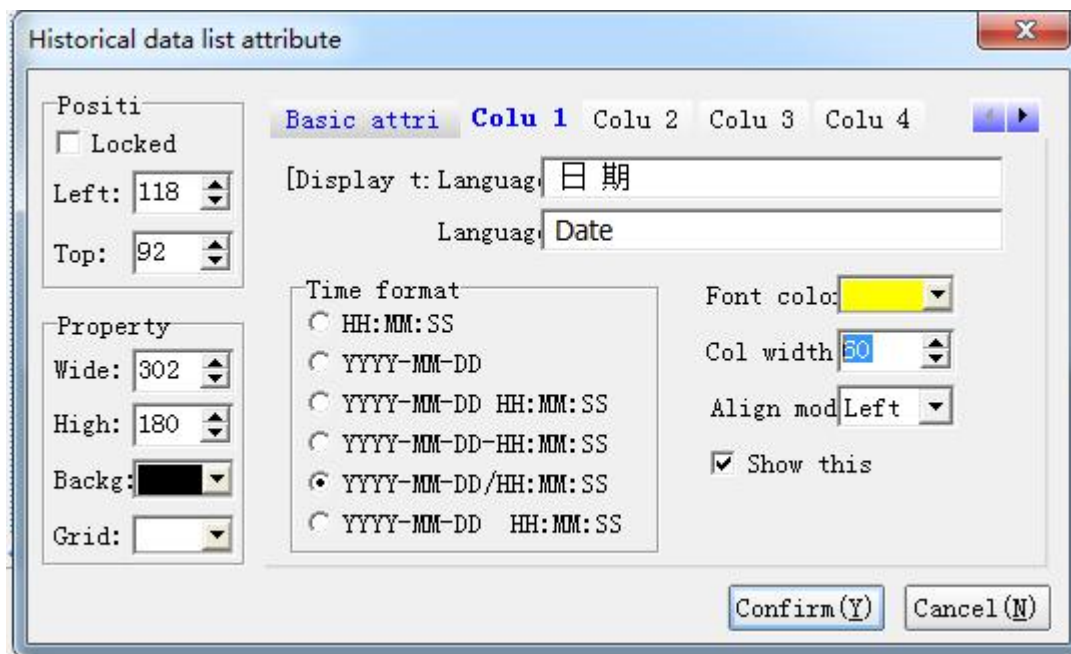 Historical data list attribute
Positi
Locked
Left: 118
Top: 92
Property
Wide: 302
High: 180
Backg:
Grid:
Basic attri Colu 1 Colu 2 Colu 3 Colu 4
[Display t: Languag 日 期
Languag Date
Time format
HH:MM:SS
YYYY-MM-DD
YYYY-MM-DD HH:MM:SS
YYYY-MM-DD-HH:MM:SS
YYYY-MM-DD/HH:MM:SS
YYYY-MM-DD  HH:MM:SS
Font colo:
Col width 60
Align mod Left
Show this
Confirm(Y) Cancel(N)